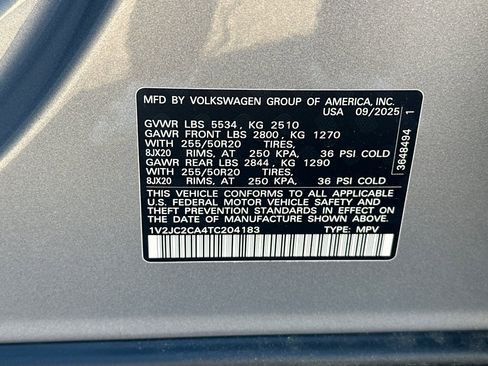 MFD BY VOLKSWAGEN GROUP OF AMERICA, INC.
USA 09/2025
GVWR LBS 5534 , KG 2510
GAWR FRONT LBS 2800 , KG 1270
WITH 255/50R20 TIRES,
8JX20 RIMS, AT 250 KPA, 36 PSI COLD
GAWR REAR LBS 2844 , KG 1290
WITH 255/50R20 TIRES,
8JX20 RIMS, AT 250 KPA, 36 PSI COLD
THIS VEHICLE CONFORMS TO ALL APPLICABLE
U.S. FEDERAL MOTOR VEHICLE SAFETY AND
THEFT PREVENTION STANDARDS IN EFFECT ON
THE DATE OF MANUFACTURE SHOWN ABOVE.
1V2JC2CA4TC204183 TYPE: MPV
3648494 1